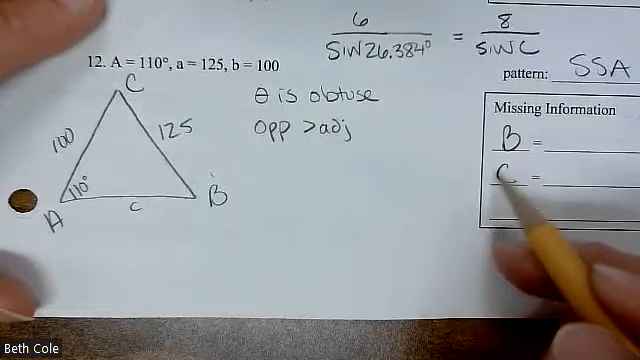 6
sin 26.384°
=
8
sin C
12. A = 110°, a = 125, b = 100
pattern: SSA
C
θ is obtuse
100
125
opp > adj
Missing Information
B =
C =
110°
A
c
B
Beth Cole